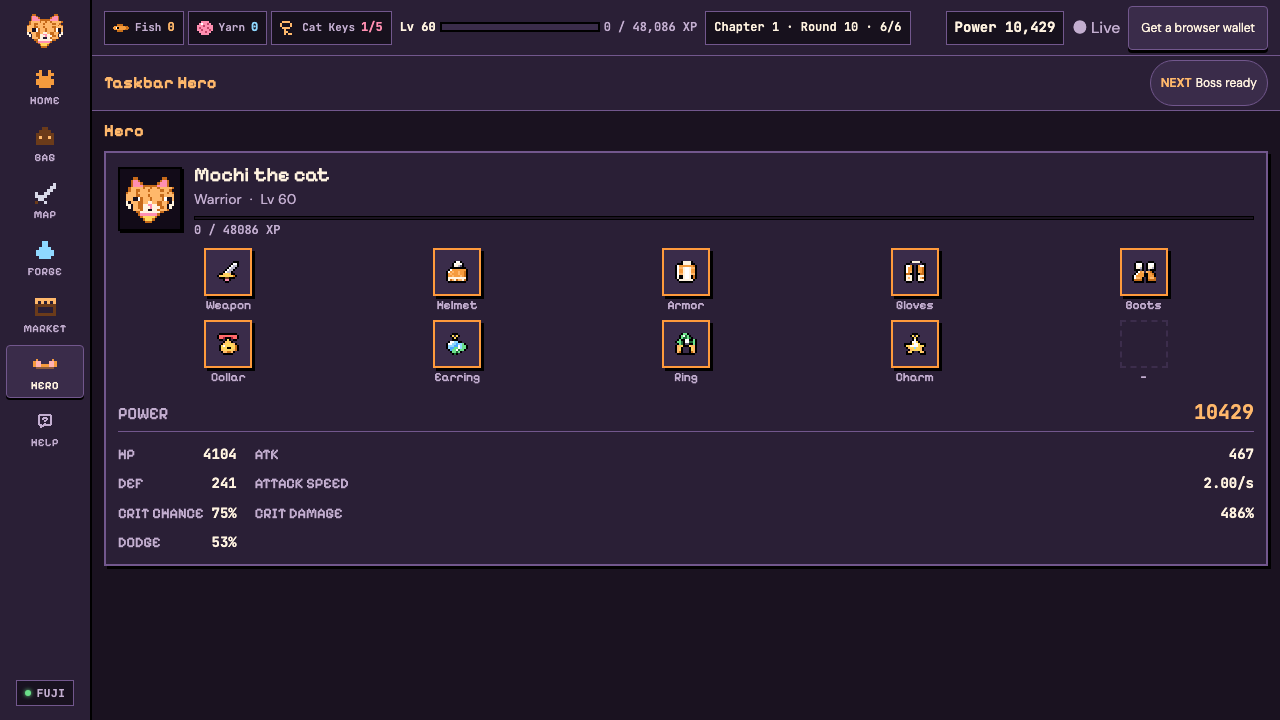 Fish 0 Yarn 0 Cat Keys 1/5 Lv 60 0 / 48,086 XP Chapter 1 · Round 10 · 6/6 Power 10,429 Live Get a browser wallet
HOME
BAG
MAP
FORGE
MARKET
HERO
HELP
FUJI
Taskbar Hero NEXT Boss ready
Hero
Mochi the cat
Warrior · Lv 60
0 / 48086 XP
Weapon Helmet Armor Gloves Boots
Collar Earring Ring Charm -
POWER 10429
HP 4104 ATK 467
DEF 241 ATTACK SPEED 2.00/s
CRIT CHANCE 75% CRIT DAMAGE 486%
DODGE 53%